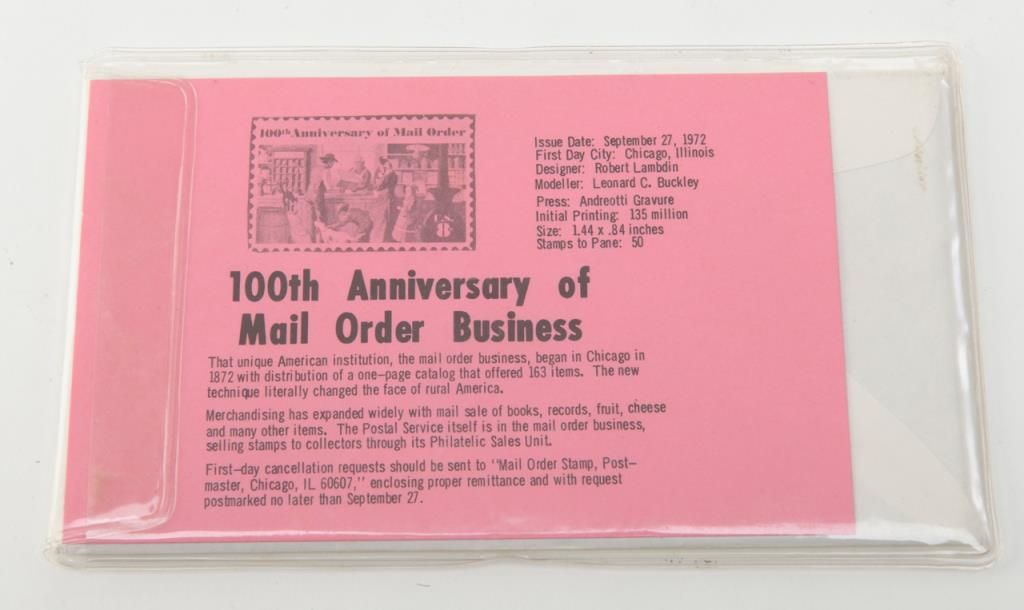 100th Anniversary of Mail Order
US
8
Issue Date: September 27, 1972
First Day City: Chicago, Illinois
Designer: Robert Lambdin
Modeller: Leonard C. Buckley
Press: Andreotti Gravure
Initial Printing: 135 million
Size: 1.44 x .84 inches
Stamps to Pane: 50
100th Anniversary of
Mail Order Business
That unique American institution, the mail order business, began in Chicago in
1872 with distribution of a one-page catalog that offered 163 items. The new
technique literally changed the face of rural America.
Merchandising has expanded widely with mail sale of books, records, fruit, cheese
and many other items. The Postal Service itself is in the mail order business,
selling stamps to collectors through its Philatelic Sales Unit.
First-day cancellation requests should be sent to "Mail Order Stamp, Post-
master, Chicago, IL 60607," enclosing proper remittance and with request
postmarked no later than September 27.